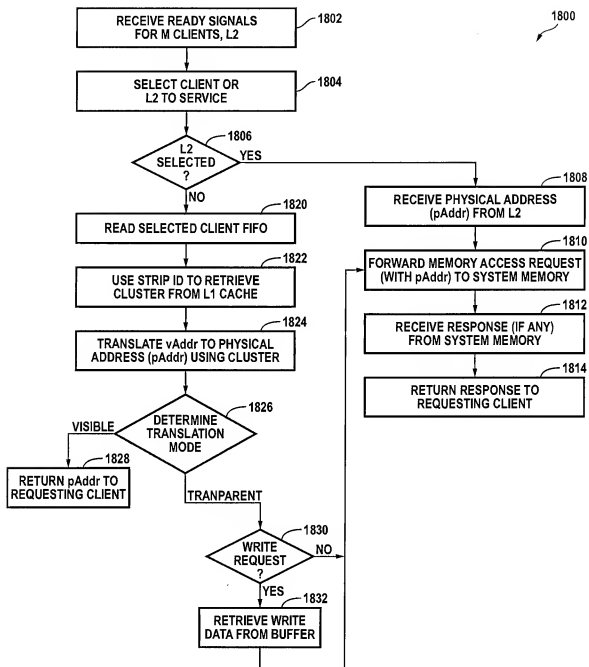 RECEIVE READY SIGNALS
FOR M CLIENTS, L2
1802
1800
SELECT CLIENT OR
L2 TO SERVICE
1804
L2
SELECTED
?
1806
YES
NO
RECEIVE PHYSICAL ADDRESS
(pAddr) FROM L2
1808
READ SELECTED CLIENT FIFO
1820
FORWARD MEMORY ACCESS REQUEST
(WITH pAddr) TO SYSTEM MEMORY
1810
USE STRIP ID TO RETRIEVE
CLUSTER FROM L1 CACHE
1822
RECEIVE RESPONSE (IF ANY)
FROM SYSTEM MEMORY
1812
TRANSLATE vAddr TO PHYSICAL
ADDRESS (pAddr) USING CLUSTER
1824
RETURN RESPONSE TO
REQUESTING CLIENT
1814
DETERMINE
TRANSLATION
MODE
1826
VISIBLE
RETURN pAddr TO
REQUESTING CLIENT
1828
TRANPARENT
WRITE
REQUEST
?
1830
NO
YES
RETRIEVE WRITE
DATA FROM BUFFER
1832